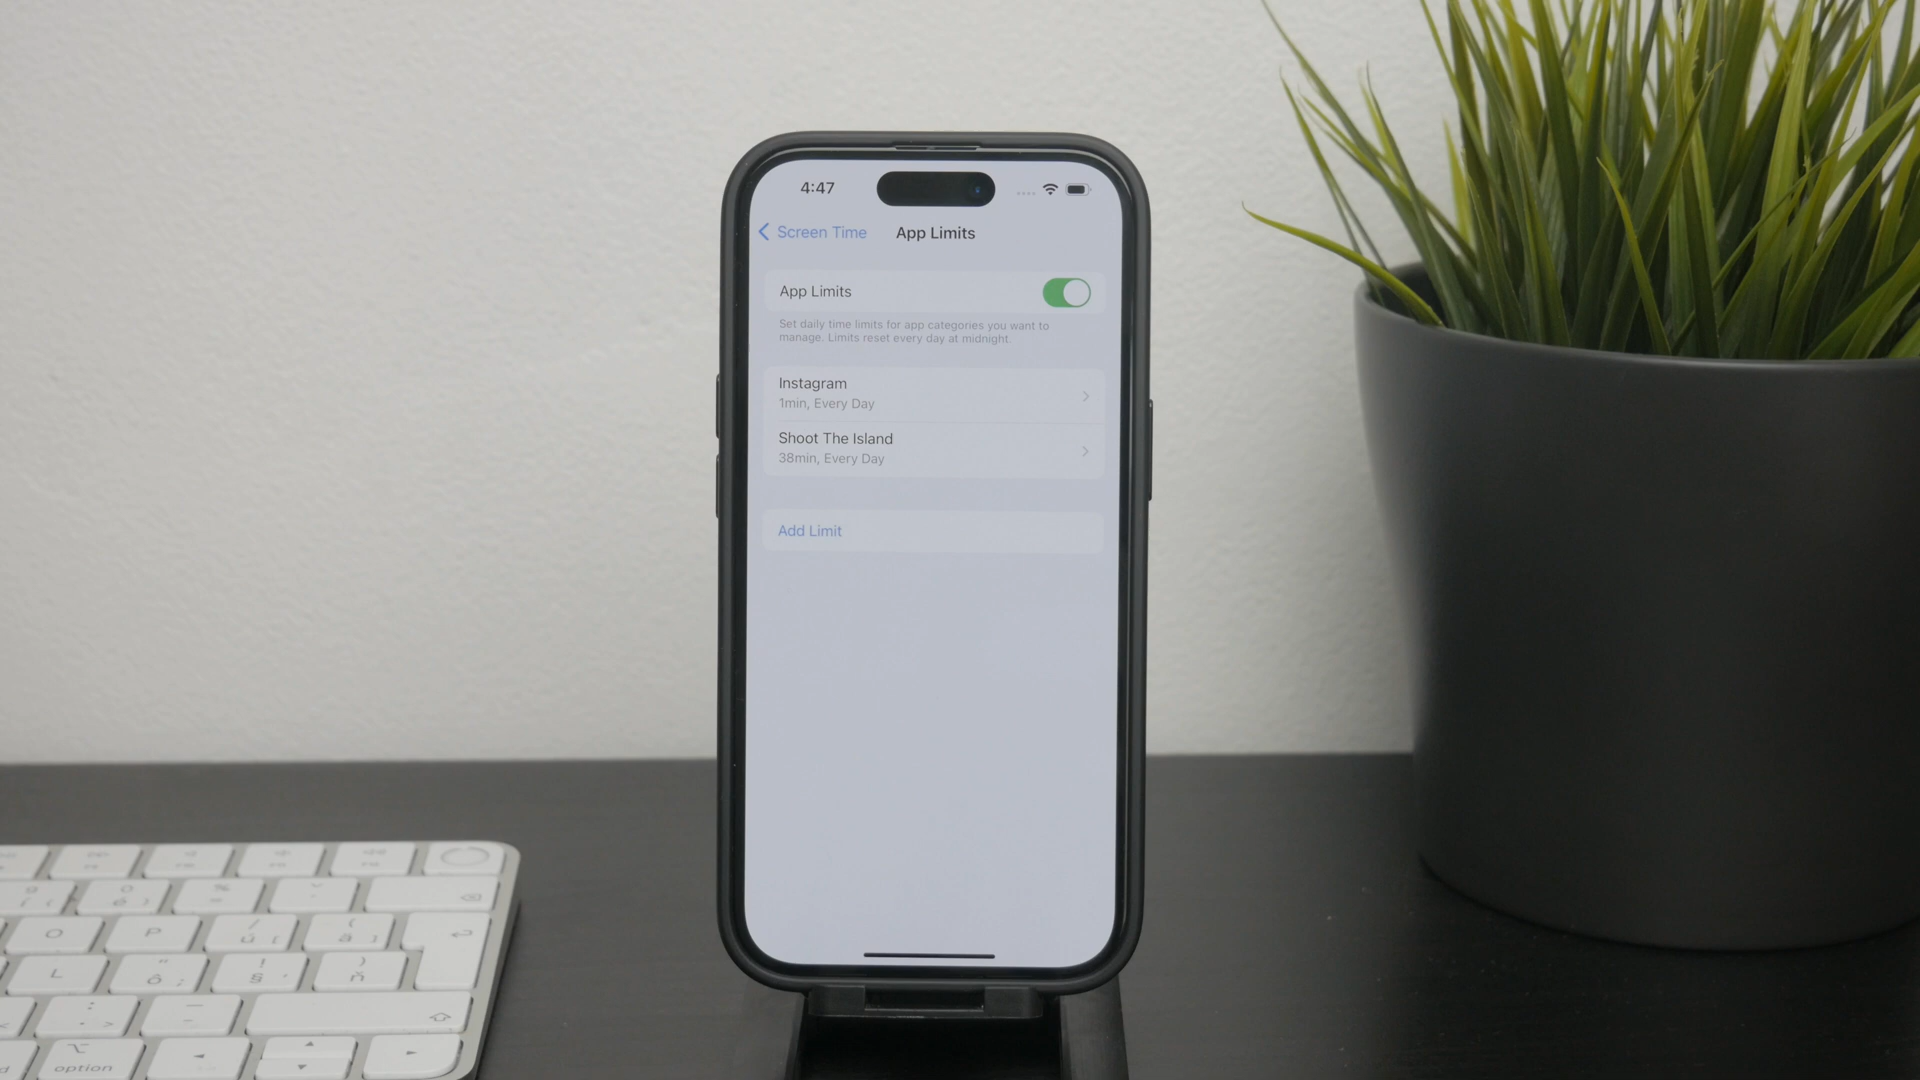 4:47
Screen Time
App Limits
App Limits
Set daily time limits for app categories you want to
manage. Limits reset every day at midnight.
Instagram
1min, Every Day
Shoot The Island
38min, Every Day
Add Limit
O P ú (
L ô ; § ň
option